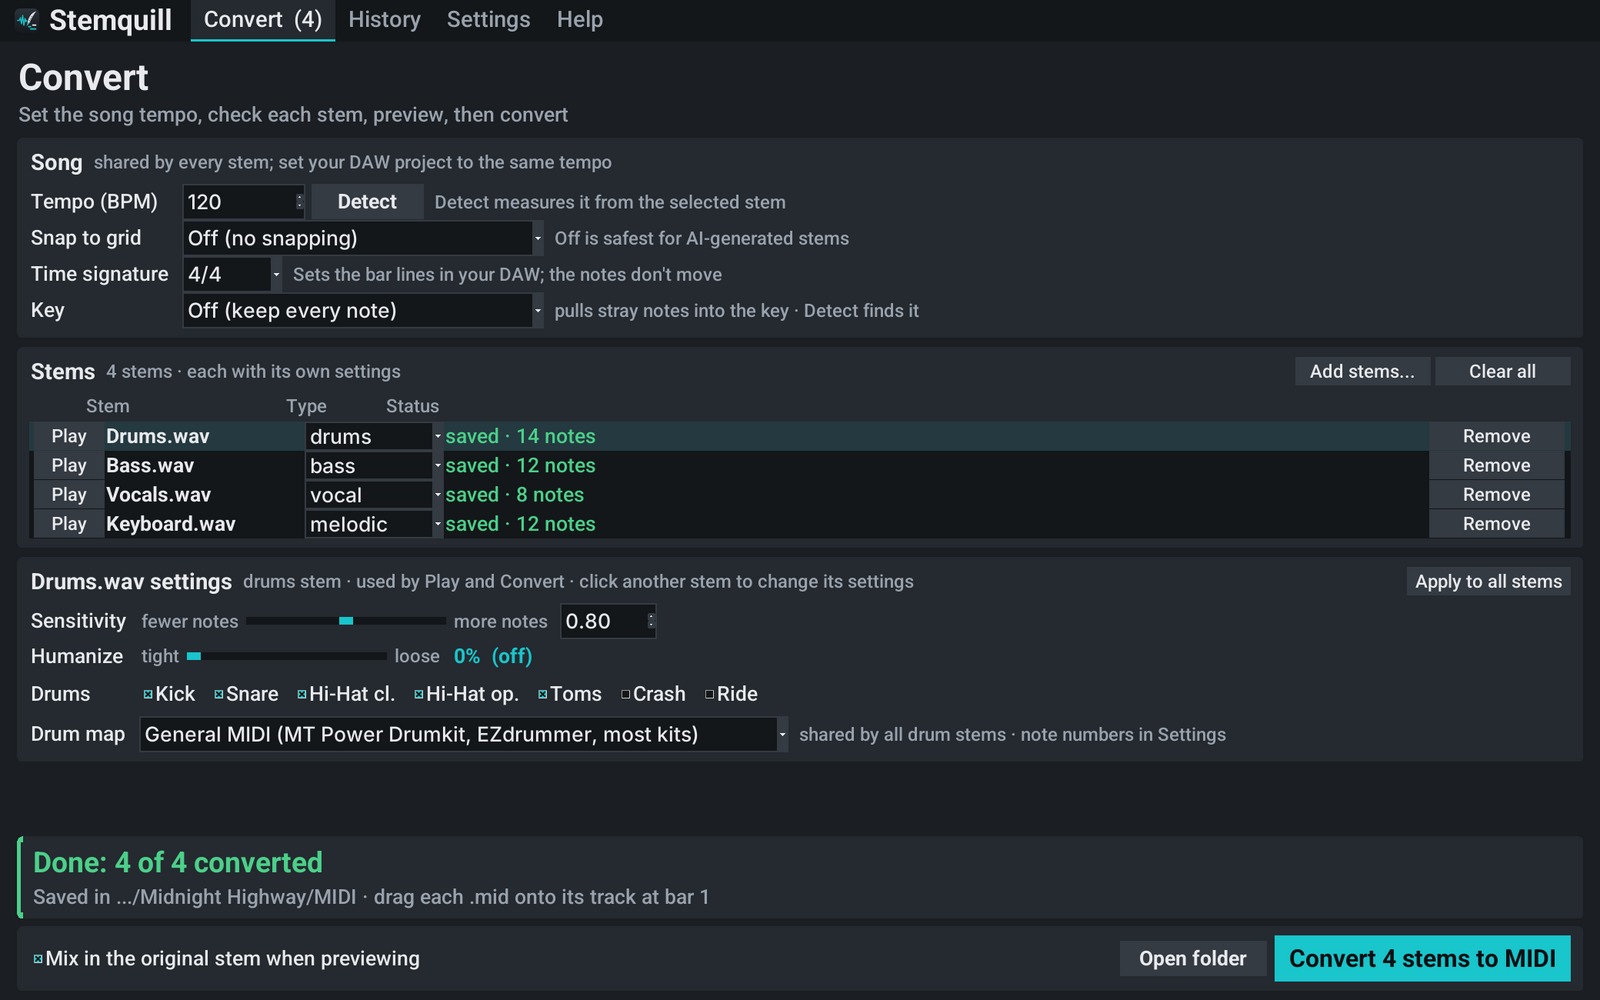 Stemquill Convert (4) History Settings Help
Convert
Set the song tempo, check each stem, preview, then convert
Song shared by every stem; set your DAW project to the same tempo
Tempo (BPM) 120 Detect Detect measures it from the selected stem
Snap to grid Off (no snapping) Off is safest for AI-generated stems
Time signature 4/4 Sets the bar lines in your DAW; the notes don't move
Key Off (keep every note) pulls stray notes into the key · Detect finds it
Stems 4 stems · each with its own settings Add stems... Clear all
Stem Type Status
Play Drums.wav drums saved · 14 notes Remove
Play Bass.wav bass saved · 12 notes Remove
Play Vocals.wav vocal saved · 8 notes Remove
Play Keyboard.wav melodic saved · 12 notes Remove
Drums.wav settings drums stem · used by Play and Convert · click another stem to change its settings Apply to all stems
Sensitivity fewer notes more notes 0.80
Humanize tight loose 0% (off)
Drums Kick Snare Hi-Hat cl. Hi-Hat op. Toms Crash Ride
Drum map General MIDI (MT Power Drumkit, EZdrummer, most kits) shared by all drum stems · note numbers in Settings
Done: 4 of 4 converted
Saved in .../Midnight Highway/MIDI · drag each .mid onto its track at bar 1
Mix in the original stem when previewing Open folder Convert 4 stems to MIDI